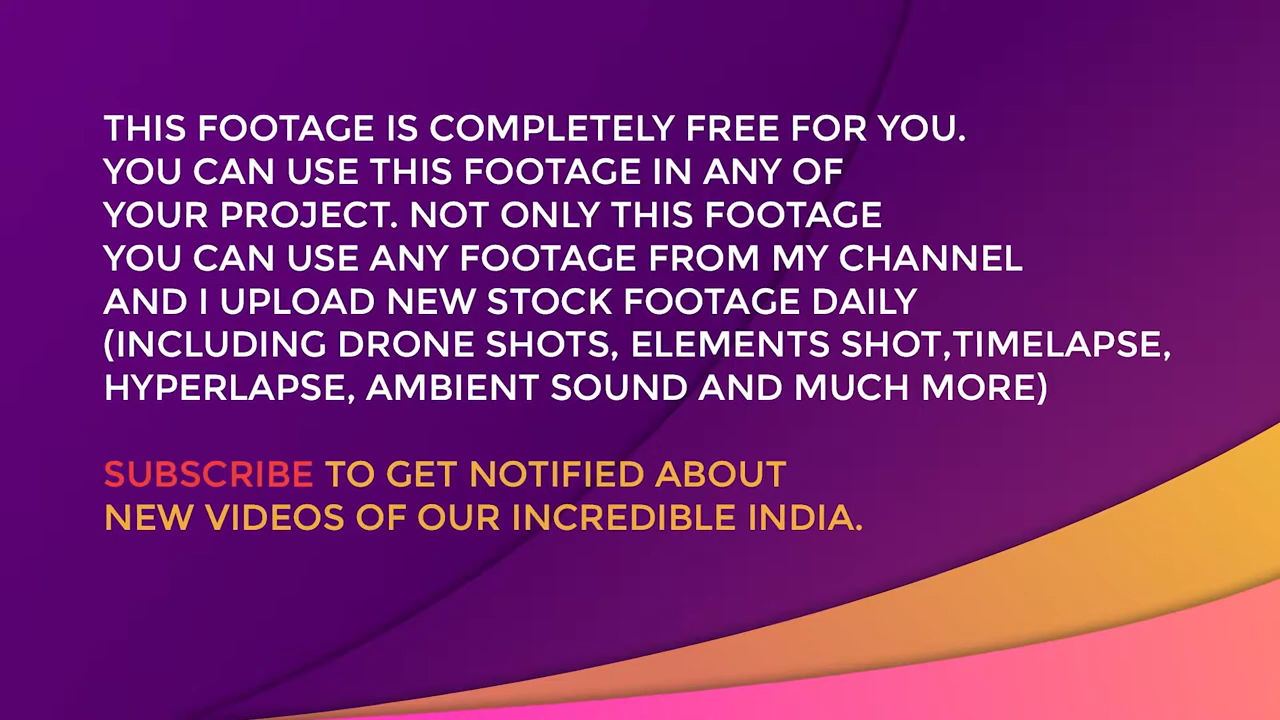 THIS FOOTAGE IS COMPLETELY FREE FOR YOU.
YOU CAN USE THIS FOOTAGE IN ANY OF
YOUR PROJECT. NOT ONLY THIS FOOTAGE
YOU CAN USE ANY FOOTAGE FROM MY CHANNEL
AND I UPLOAD NEW STOCK FOOTAGE DAILY
(INCLUDING DRONE SHOTS, ELEMENTS SHOT,TIMELAPSE,
HYPERLAPSE, AMBIENT SOUND AND MUCH MORE)
SUBSCRIBE TO GET NOTIFIED ABOUT
NEW VIDEOS OF OUR INCREDIBLE INDIA.